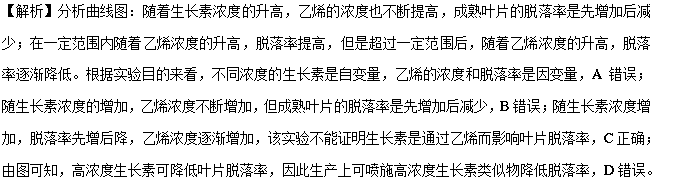 【解析】分析曲线图：随着生长素浓度的升高，乙烯的浓度也不断提高，成熟叶片的脱落率是先增加后减
少；在一定范围内随着乙烯浓度的升高，脱落率提高，但是超过一定范围后，随着乙烯浓度的升高，脱落
率逐渐降低。根据实验目的来看，不同浓度的生长素是自变量，乙烯的浓度和脱落率是因变量，A 错误；
随生长素浓度的增加，乙烯浓度不断增加，但成熟叶片的脱落率是先增加后减少，B 错误；随生长素浓度增
加，脱落率先增后降，乙烯浓度逐渐增加，该实验不能证明生长素是通过乙烯而影响叶片脱落率，C 正确；
由图可知，高浓度生长素可降低叶片脱落率，因此生产上可喷施高浓度生长素类似物降低脱落率，D 错误。